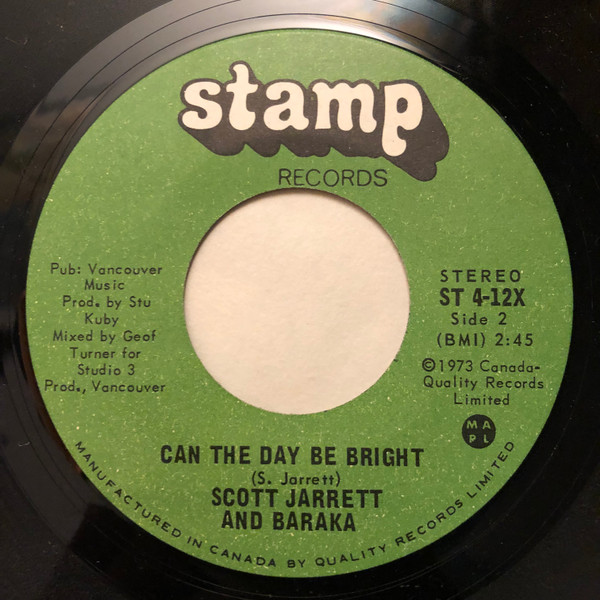 stamp
RECORDS
Pub: Vancouver
Music
Prod. by Stu
Kuby
Mixed by Geof
Turner for
Studio 3
Prod., Vancouver
STEREO
ST 4-12X
Side 2
(BMI) 2:45
©1973 Canada-
Quality Records
Limited
M A
P L
CAN THE DAY BE BRIGHT
(S. Jarrett)
SCOTT JARRETT
AND BARAKA
MANUFACTURED IN CANADA BY QUALITY RECORDS LIMITED